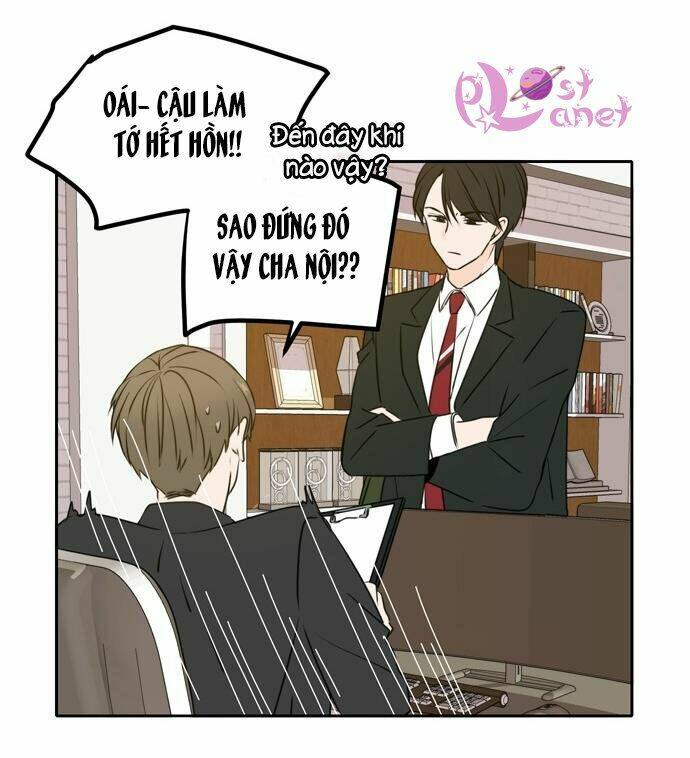 OÁI- CẬU LÀM
TỚ HẾT HỒN!!
Đến đây khi
nào vậy?
SAO ĐỨNG ĐÓ
VẬY CHA NỘI??
Lost
Planet